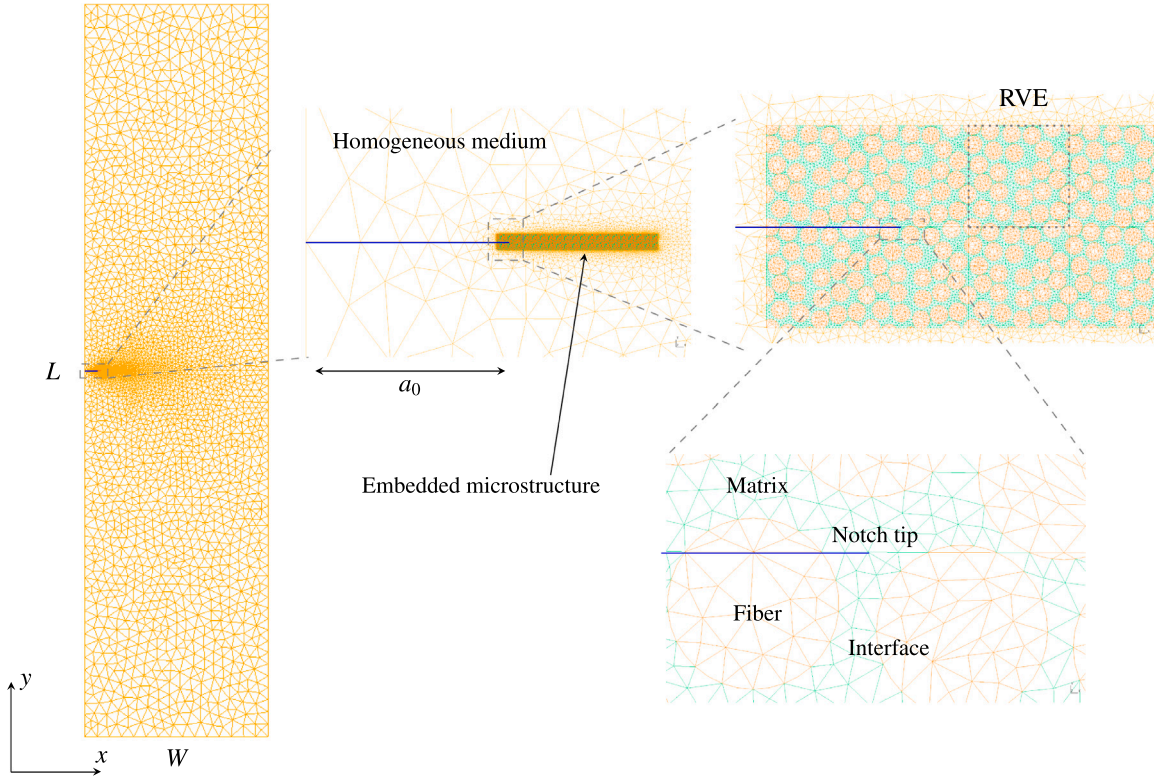 RVE
Homogeneous medium
L
a0
Embedded microstructure
Matrix
Notch tip
Fiber
Interface
y
x
W